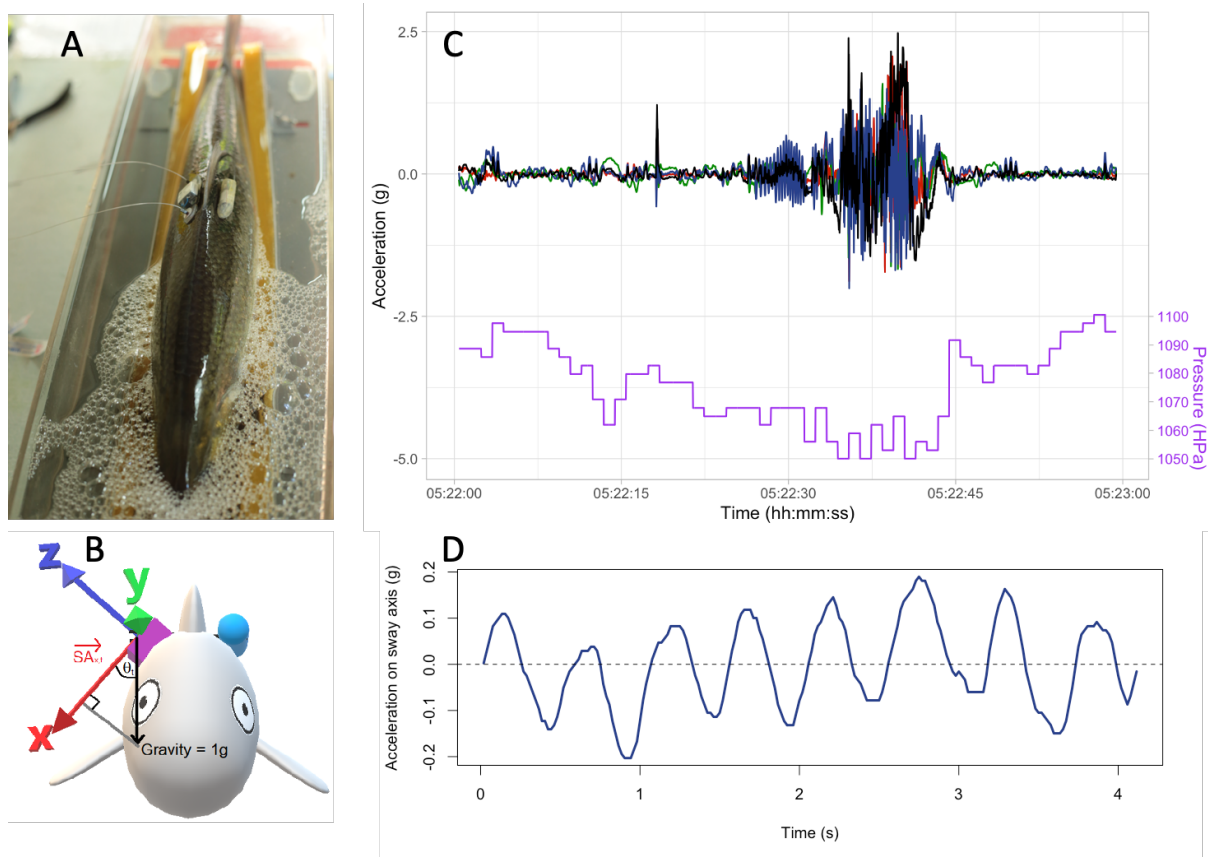 A
C
Acceleration (g)
2.5
0.0
-2.5
-5.0
1100
1090
1080
1070
1060
1050
Pressure (HPa)
05:22:00 05:22:15 05:22:30 05:22:45 05:23:00
Time (hh:mm:ss)
B
z
y
x
θ
Gravity = 1g
D
Acceleration on sway axis (g)
0.2
0.1
0.0
-0.1
-0.2
0 1 2 3 4
Time (s)